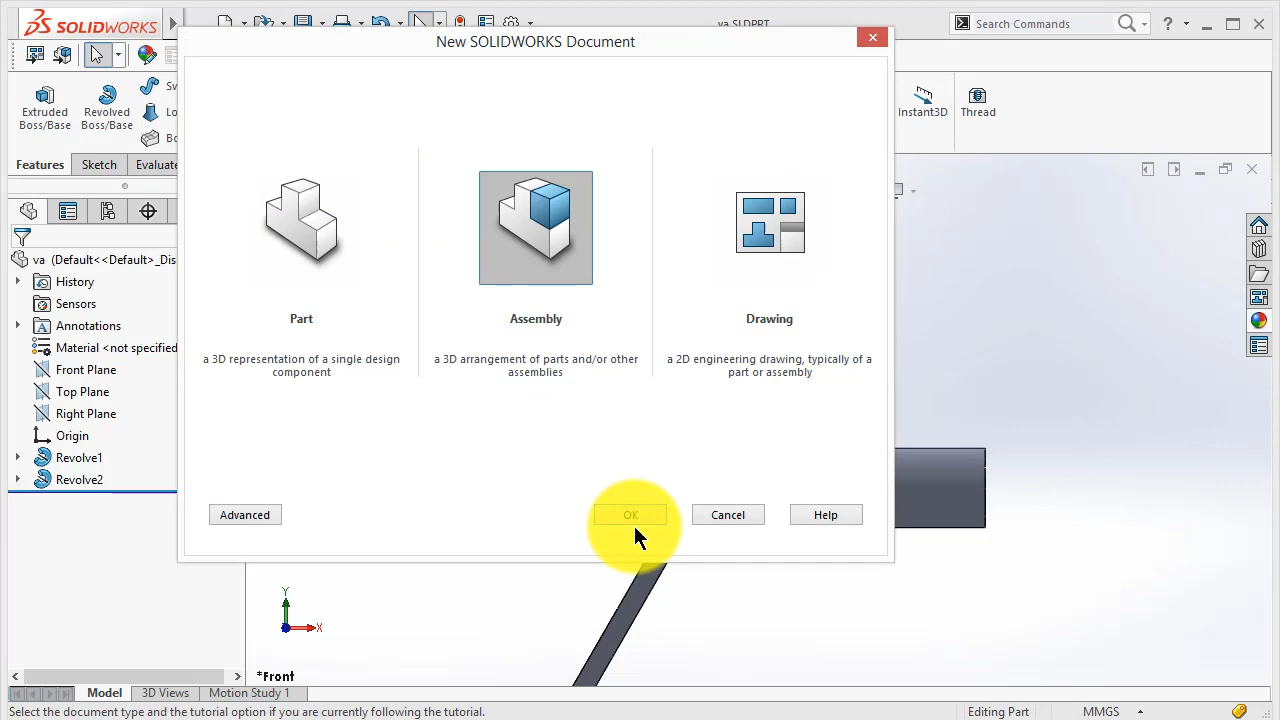 SOLIDWORKS
va.SLDPRT
Search Commands
?
New SOLIDWORKS Document
Extruded
Boss/Base
Revolved
Boss/Base
Sv
Lo
Bo
Instant3D
Thread
Features
Sketch
Evaluate
va (Default<<Default>_Dis
History
Sensors
Annotations
Material <not specified
Front Plane
Top Plane
Right Plane
Origin
Revolve1
Revolve2
Part
a 3D representation of a single design
component
Assembly
a 3D arrangement of parts and/or other
assemblies
Drawing
a 2D engineering drawing, typically of a
part or assembly
Advanced
OK
Cancel
Help
Y
X
*Front
Model
3D Views
Motion Study 1
Select the document type and the tutorial option if you are currently following the tutorial.
Editing Part
MMGS